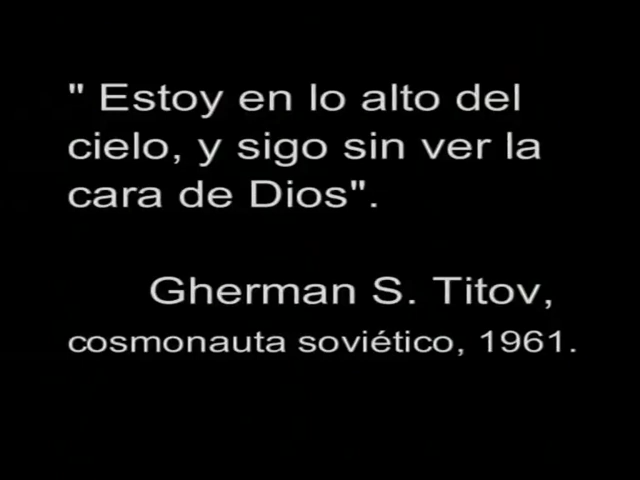 " Estoy en lo alto del
cielo, y sigo sin ver la
cara de Dios".
Gherman S. Titov,
cosmonauta soviético, 1961.